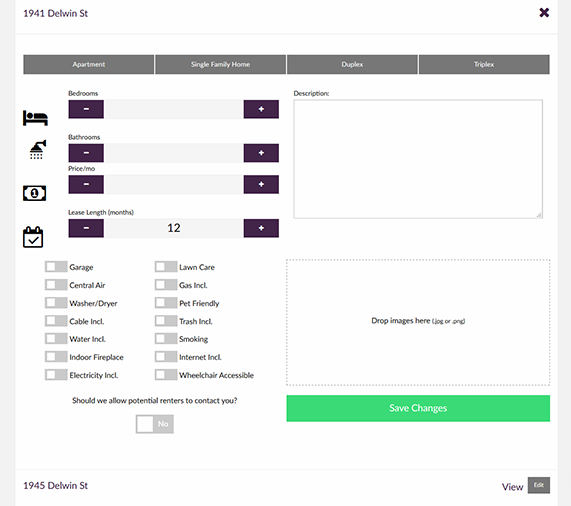 1941 Delwin St
Apartment Single Family Home Duplex Triplex
Bedrooms
- +
Bathrooms
- +
Price/mo
- +
Lease Length (months)
- 12 +
Description:
Garage Lawn Care
Central Air Gas Incl.
Washer/Dryer Pet Friendly
Cable Incl. Trash Incl.
Water Incl. Smoking
Indoor Fireplace Internet Incl.
Electricity Incl. Wheelchair Accessible
Should we allow potential renters to contact you?
No
Drop images here (.jpg or .png)
Save Changes
1945 Delwin St View Edit